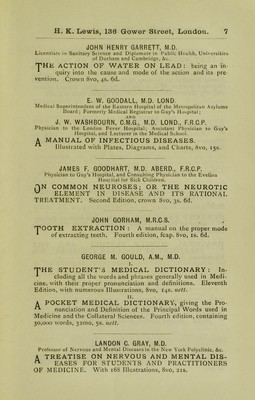 H. K. Lewis, 136 Gower Street, London. 7
JOHN HENRY GARRETT, M.D.
Licentiate in Sanitary Science and Diplomate in Public Health, Universities
of Durham and Cambridge, &c.
THE ACTION OF WATER ON LEAD: being an in-
quiry into the cause and mode of the action and its pre-
vention. Crown 8vo, 4s. 6d.
E. W. GOODALL, M.D. LOND.
Medical Superintendent of the Eastern Hospital of the Metropolitan Asylums
Board; Formerly Medical Registrar to Guy's Hospital;
AND
J. W. WASHBOURN, C.M.G., M.D. LOND., F.R.C.P.
Physician to the London Fever Hospital; Assistant Physician to Guy's
Hospital, and Lecturer in the Medical School.
A MANUAL OF INFECTIOUS DISEASES.
Illustrated with Plates, Diagrams, and Charts, 8vo, 15s.
JAMES F. GOODHART, M.D. ABERD., F.R.C.P.
Physician to Guy's Hospital, and Consulting Physician to the Evelina
Hospital for Sick Children.
ON COMMON NEUROSES; OR THE NEUROTIC
ELEMENT IN DISEASE AND ITS RATIONAL
TREATMENT. Second Edition, crown 8vo, 3s. 6d.
JOHN GORHAM, M.R.C.S.
TOOTH EXTRACTION: A manual on the proper mode
of extracting teeth. Fourth edition, fcap. 8vo, 1s. 6d.
GEORGE M. GOULD, A.M., M.D.
I.
THE STUDENT'S MEDICAL DICTIONARY: In-
cluding all the words and phrases generally used in Medi-
cine, with their proper pronunciation and definitions. Eleventh
Edition, with numerous Illustrations, 8vo, 14s. nett.
II.
A POCKET MEDICAL DICTIONARY, giving the Pro-
nunciation and Definition of the Principal Words used in
Medicine and the Collateral Sciences. Fourth edition, containing
30,000 words, 32mo, 5s. nett.
LANDON C. GRAY, M.D.
Professor of Nervous and Mental Diseases in the New York Polyclinic, &c.
A TREATISE ON NERVOUS AND MENTAL DIS-
EASES FOR STUDENTS AND PRACTITIONERS
OF MEDICINE. With 168 Illustrations, 8vo, 21s.